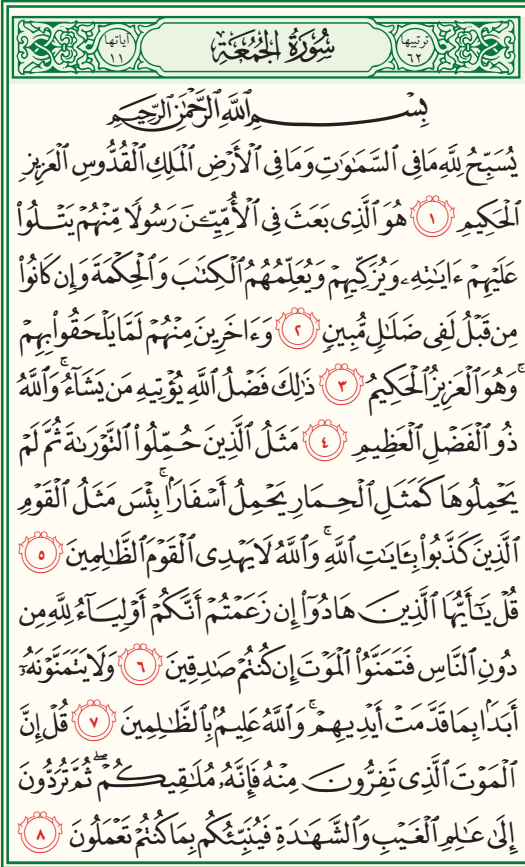 ترتيبها ٦٢ سُورَةُ الجُمُعَةِ آياتها ١١
بِسْمِ ٱللَّهِ ٱلرَّحْمَٰنِ ٱلرَّحِيمِ
يُسَبِّحُ لِلَّهِ مَا فِى ٱلسَّمَٰوَٰتِ وَمَا فِى ٱلْأَرْضِ ٱلْمَلِكِ ٱلْقُدُّوسِ ٱلْعَزِيزِ
ٱلْحَكِيمِ ١ هُوَ ٱلَّذِى بَعَثَ فِى ٱلْأُمِّيِّـۧنَ رَسُولًا مِّنْهُمْ يَتْلُوا۟
عَلَيْهِمْ ءَايَٰتِهِۦ وَيُزَكِّيهِمْ وَيُعَلِّمُهُمُ ٱلْكِتَٰبَ وَٱلْحِكْمَةَ وَإِن كَانُوا۟
مِن قَبْلُ لَفِى ضَلَٰلٍ مُّبِينٍ ٢ وَءَاخَرِينَ مِنْهُمْ لَمَّا يَلْحَقُوا۟ بِهِمْ
ۚ وَهُوَ ٱلْعَزِيزُ ٱلْحَكِيمُ ٣ ذَٰلِكَ فَضْلُ ٱللَّهِ يُؤْتِيهِ مَن يَشَآءُ ۚ وَٱللَّهُ
ذُو ٱلْفَضْلِ ٱلْعَظِيمِ ٤ مَثَلُ ٱلَّذِينَ حُمِّلُوا۟ ٱلتَّوْرَىٰةَ ثُمَّ لَمْ
يَحْمِلُوهَا كَمَثَلِ ٱلْحِمَارِ يَحْمِلُ أَسْفَارًۢا ۚ بِئْسَ مَثَلُ ٱلْقَوْمِ
ٱلَّذِينَ كَذَّبُوا۟ بِـَٔايَٰتِ ٱللَّهِ ۚ وَٱللَّهُ لَا يَهْدِى ٱلْقَوْمَ ٱلظَّٰلِمِينَ ٥
قُلْ يَٰٓأَيُّهَا ٱلَّذِينَ هَادُوٓا۟ إِن زَعَمْتُمْ أَنَّكُمْ أَوْلِيَآءُ لِلَّهِ مِن
دُونِ ٱلنَّاسِ فَتَمَنَّوُا۟ ٱلْمَوْتَ إِن كُنتُمْ صَٰدِقِينَ ٦ وَلَا يَتَمَنَّوْنَهُۥٓ
أَبَدًۢا بِمَا قَدَّمَتْ أَيْدِيهِمْ ۚ وَٱللَّهُ عَلِيمٌۢ بِٱلظَّٰلِمِينَ ٧ قُلْ إِنَّ
ٱلْمَوْتَ ٱلَّذِى تَفِرُّونَ مِنْهُ فَإِنَّهُۥ مُلَٰقِيكُمْ ۖ ثُمَّ تُرَدُّونَ
إِلَىٰ عَٰلِمِ ٱلْغَيْبِ وَٱلشَّهَٰدَةِ فَيُنَبِّئُكُم بِمَا كُنتُمْ تَعْمَلُونَ ٨